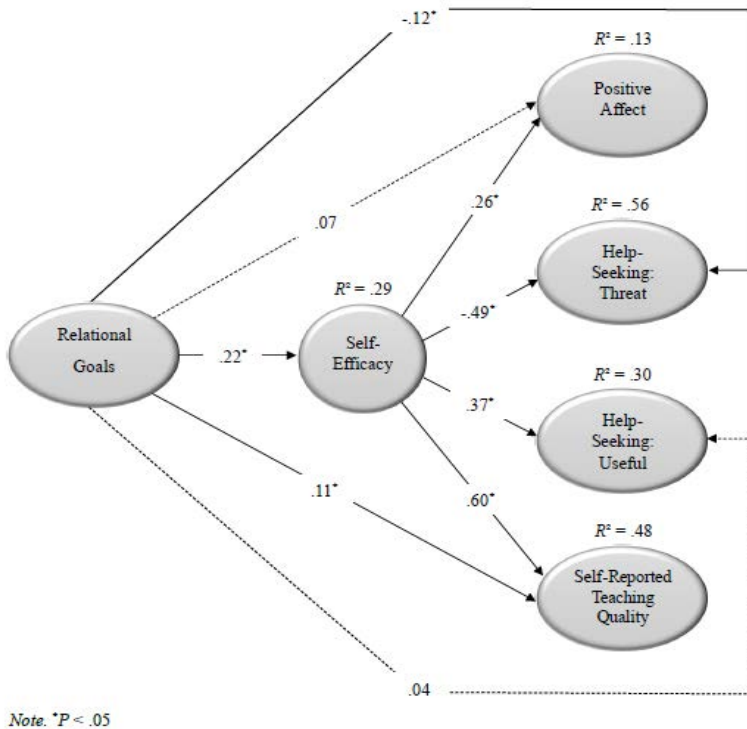 -.12*
R² = .13
Positive
Affect
.07
.26*
R² = .56
Help-
Seeking:
Threat
R² = .29
-.49*
Relational
Goals
.22*
Self-
Efficacy
R² = .30
.37*
Help-
Seeking:
Useful
.11*
.60*
R² = .48
Self-Reported
Teaching
Quality
.04
Note. *P < .05